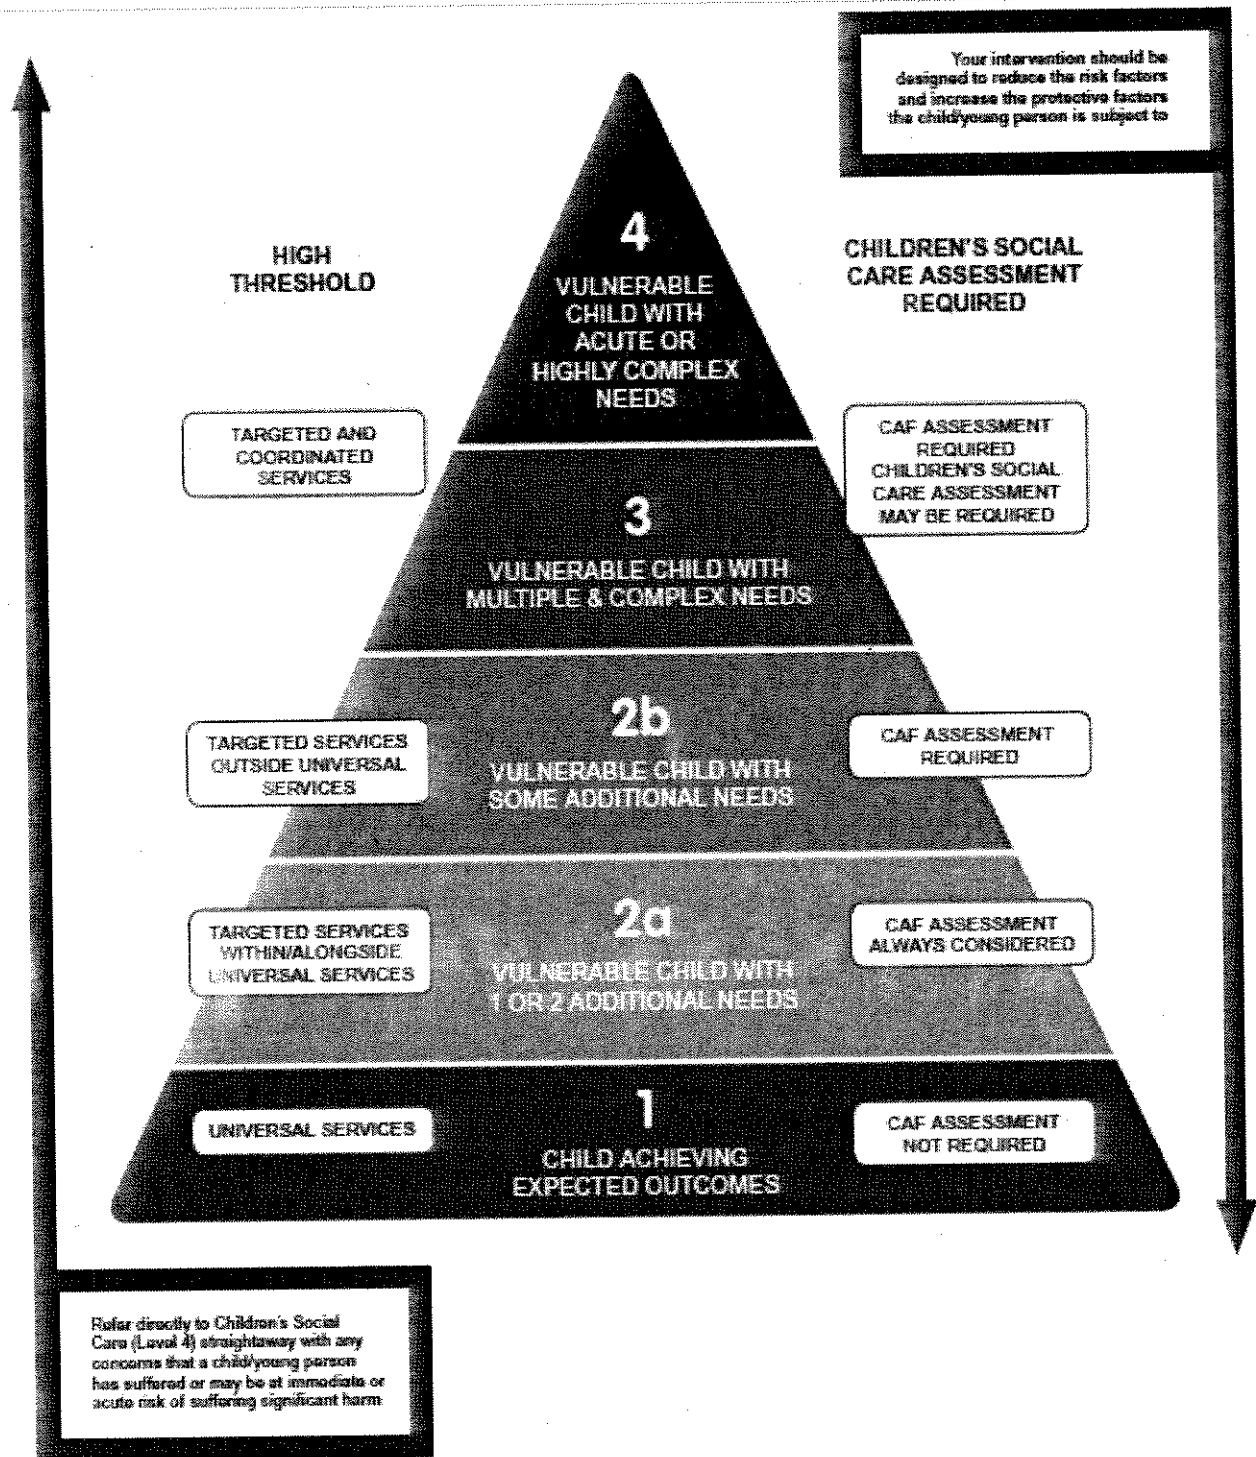 Your intervention should be
designed to reduce the risk factors
and increase the protective factors
the child/young person is subject to
4
VULNERABLE
CHILD WITH
ACUTE OR
HIGHLY COMPLEX
NEEDS
HIGH
THRESHOLD
CHILDREN'S SOCIAL
CARE ASSESSMENT
REQUIRED
TARGETED AND
COORDINATED
SERVICES
3
VULNERABLE CHILD WITH
MULTIPLE & COMPLEX NEEDS
CAF ASSESSMENT
REQUIRED
CHILDREN'S SOCIAL
CARE ASSESSMENT
MAY BE REQUIRED
TARGETED SERVICES
OUTSIDE UNIVERSAL
SERVICES
2b
VULNERABLE CHILD WITH
SOME ADDITIONAL NEEDS
CAF ASSESSMENT
REQUIRED
TARGETED SERVICES
WITHIN/ALONGSIDE
UNIVERSAL SERVICES
2a
VULNERABLE CHILD WITH
1 OR 2 ADDITIONAL NEEDS
CAF ASSESSMENT
ALWAYS CONSIDERED
UNIVERSAL SERVICES
1
CHILD ACHIEVING
EXPECTED OUTCOMES
CAF ASSESSMENT
NOT REQUIRED
Refer directly to Children's Social
Care (Level 4) straightaway with any
concerns that a child/young person
has suffered or may be at immediate or
acute risk of suffering significant harm